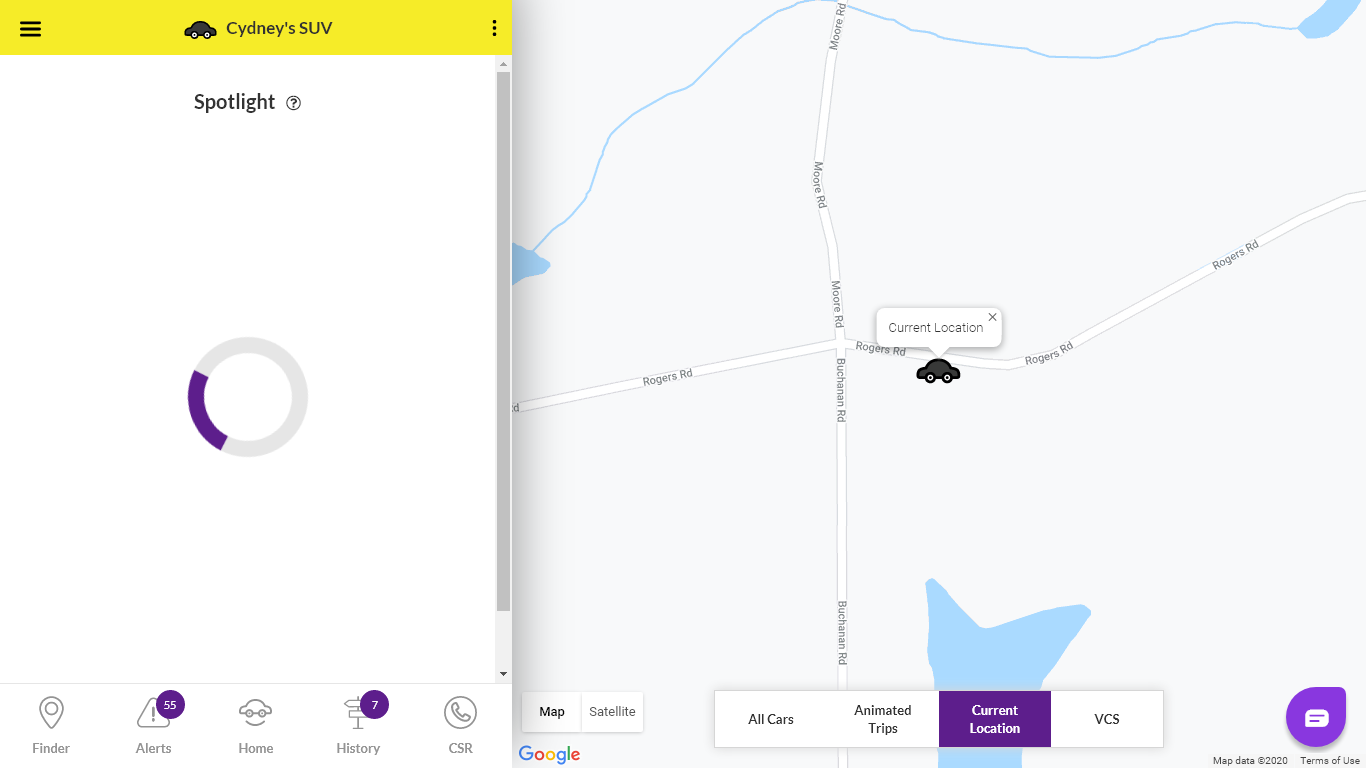 Cydney's SUV
Spotlight
?
Finder
55
Alerts
Home
7
History
CSR
Moore Rd
Moore Rd
Moore Rd
Rogers Rd
Current Location
Rogers Rd
Rogers Rd
Rogers Rd
Rd
Buchanan Rd
Buchanan Rd
Map
Satellite
All Cars
Animated
Trips
Current
Location
VCS
Google
Map data ©2020
Terms of Use